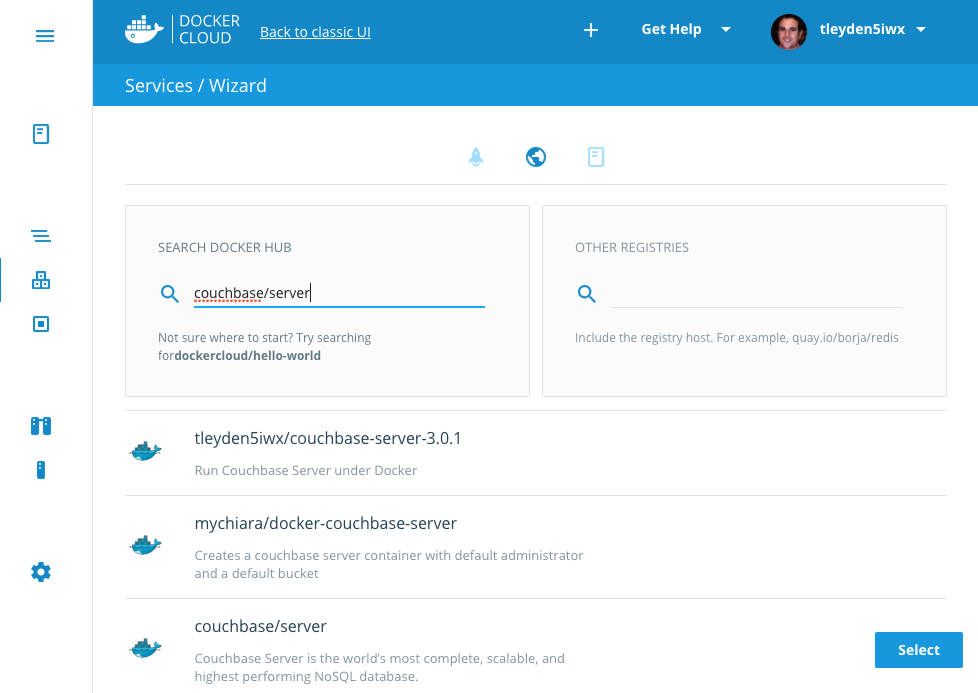 DOCKER
CLOUD
Back to classic UI
Get Help
tleyden5iwx
Services / Wizard
SEARCH DOCKER HUB
couchbase/server
Not sure where to start? Try searching
fordockercloud/hello-world
OTHER REGISTRIES
Include the registry host. For example, quay.io/borja/redis
tleyden5iwx/couchbase-server-3.0.1
Run Couchbase Server under Docker
mychiara/docker-couchbase-server
Creates a couchbase server container with default administrator
and a default bucket
couchbase/server
Couchbase Server is the world's most complete, scalable, and
highest performing NoSQL database.
Select